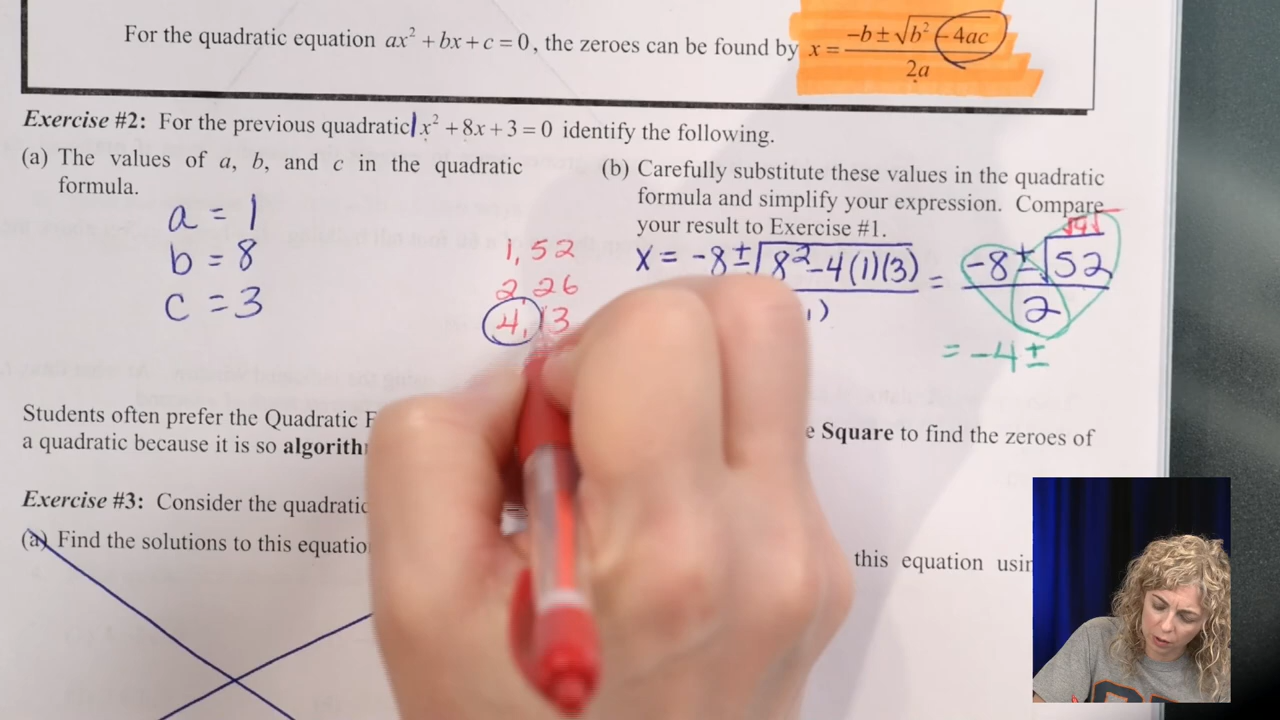 For the quadratic equation ax² + bx + c = 0, the zeroes can be found by x = (-b ± √(b² - 4ac)) / 2a
Exercise #2: For the previous quadratic 1x² + 8x + 3 = 0 identify the following.
(a) The values of a, b, and c in the quadratic formula.
a = 1
b = 8
c = 3
1, 52
2, 26
4, 13
(b) Carefully substitute these values in the quadratic
formula and simplify your expression. Compare
your result to Exercise #1.
x = -8 ± √(8² - 4(1)(3)) = (-8 ± √52) / 2
1)
√4√
= -4 ±
Students often prefer the Quadratic
e Square to find the zeroes of
a quadratic because it is so
Exercise #3: Consider the
(a) Find the solutions to this
this equation